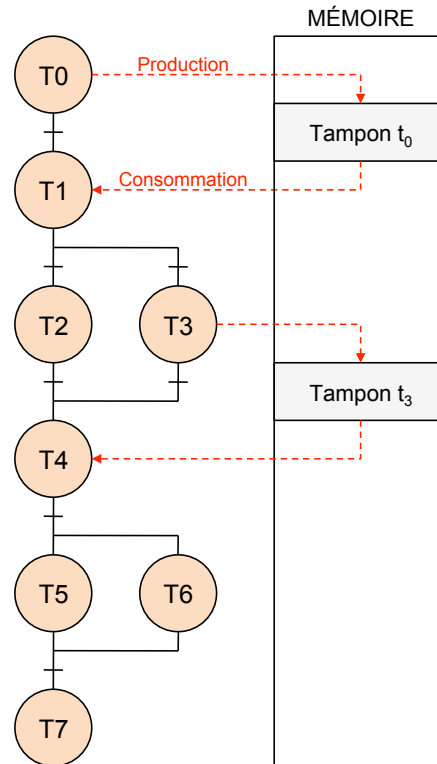 MÉMOIRE
T0
Production
Tampon t0
T1
Consommation
T2
T3
Tampon t3
T4
T5
T6
T7